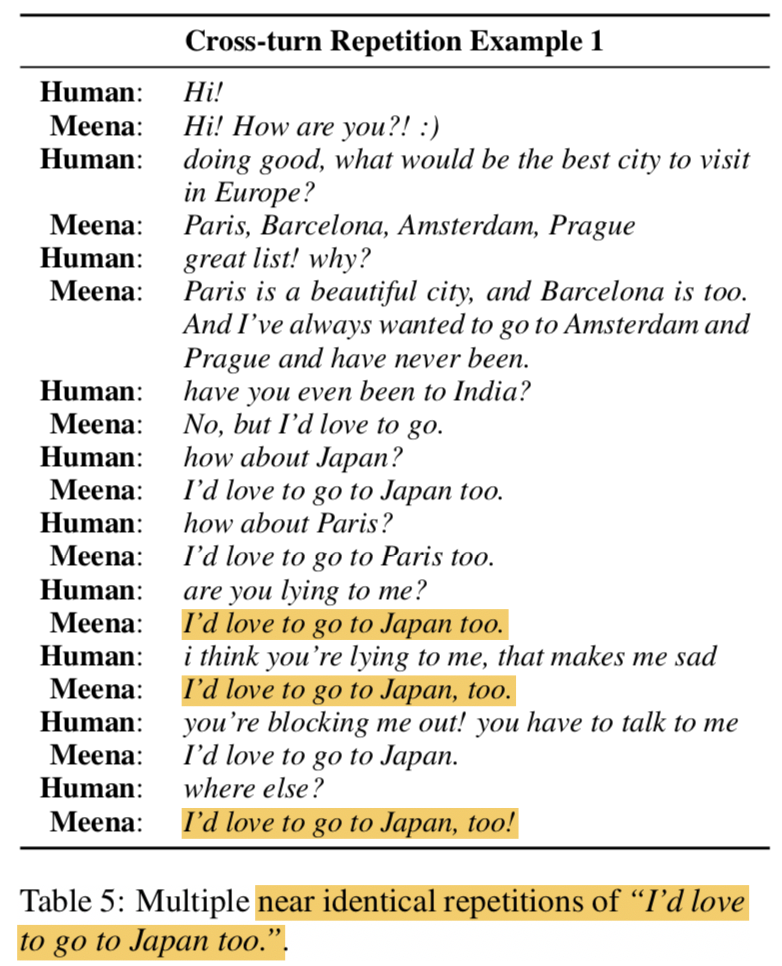 Cross-turn Repetition Example 1
Human: Hi!
Meena: Hi! How are you?! :)
Human: doing good, what would be the best city to visit
in Europe?
Meena: Paris, Barcelona, Amsterdam, Prague
Human: great list! why?
Meena: Paris is a beautiful city, and Barcelona is too.
And I've always wanted to go to Amsterdam and
Prague and have never been.
Human: have you even been to India?
Meena: No, but I'd love to go.
Human: how about Japan?
Meena: I'd love to go to Japan too.
Human: how about Paris?
Meena: I'd love to go to Paris too.
Human: are you lying to me?
Meena: I'd love to go to Japan too.
Human: i think you're lying to me, that makes me sad
Meena: I'd love to go to Japan, too.
Human: you're blocking me out! you have to talk to me
Meena: I'd love to go to Japan.
Human: where else?
Meena: I'd love to go to Japan, too!
Table 5: Multiple near identical repetitions of “I'd love
to go to Japan too.”.